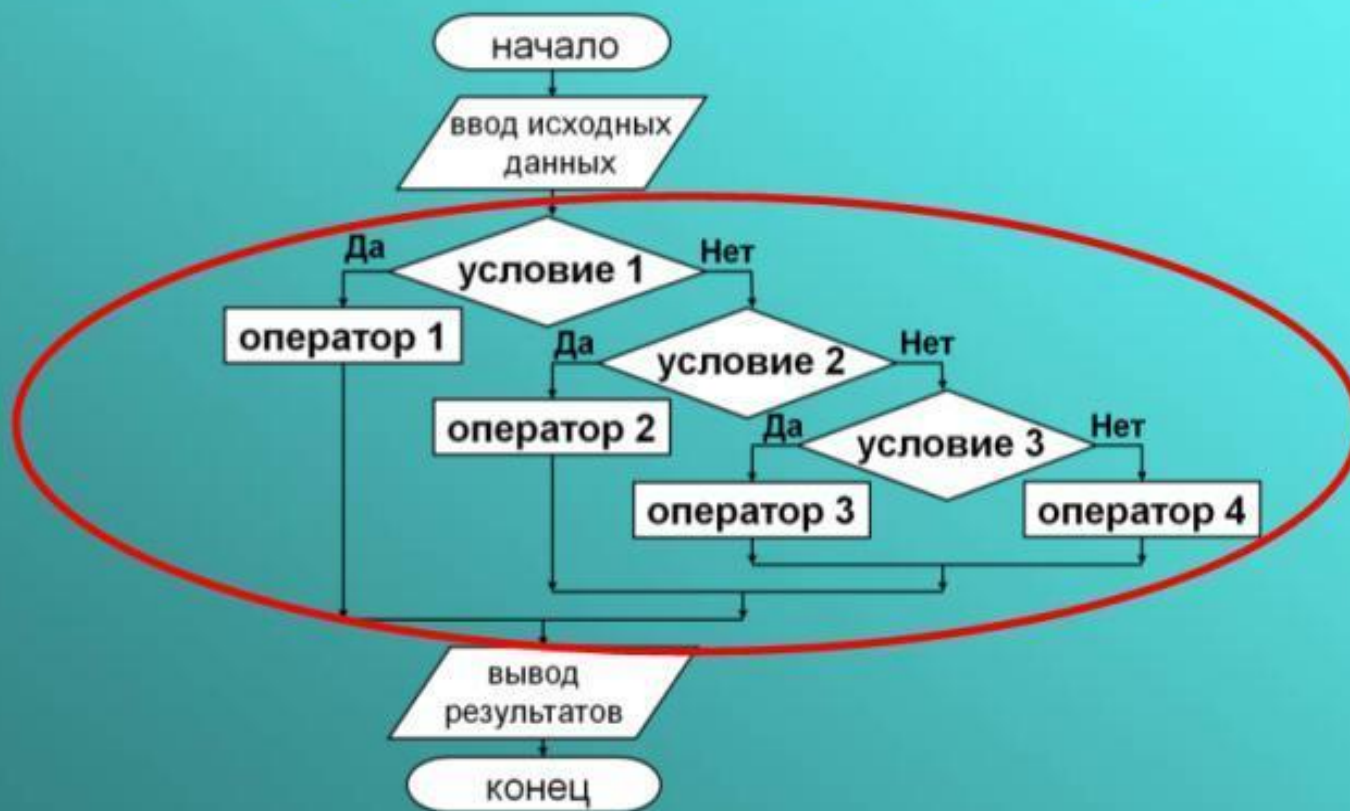 начало
ввод исходных
данных
Да
условие 1
Нет
оператор 1
Да
условие 2
Нет
оператор 2
Да
условие 3
Нет
оператор 3
оператор 4
вывод
результатов
конец